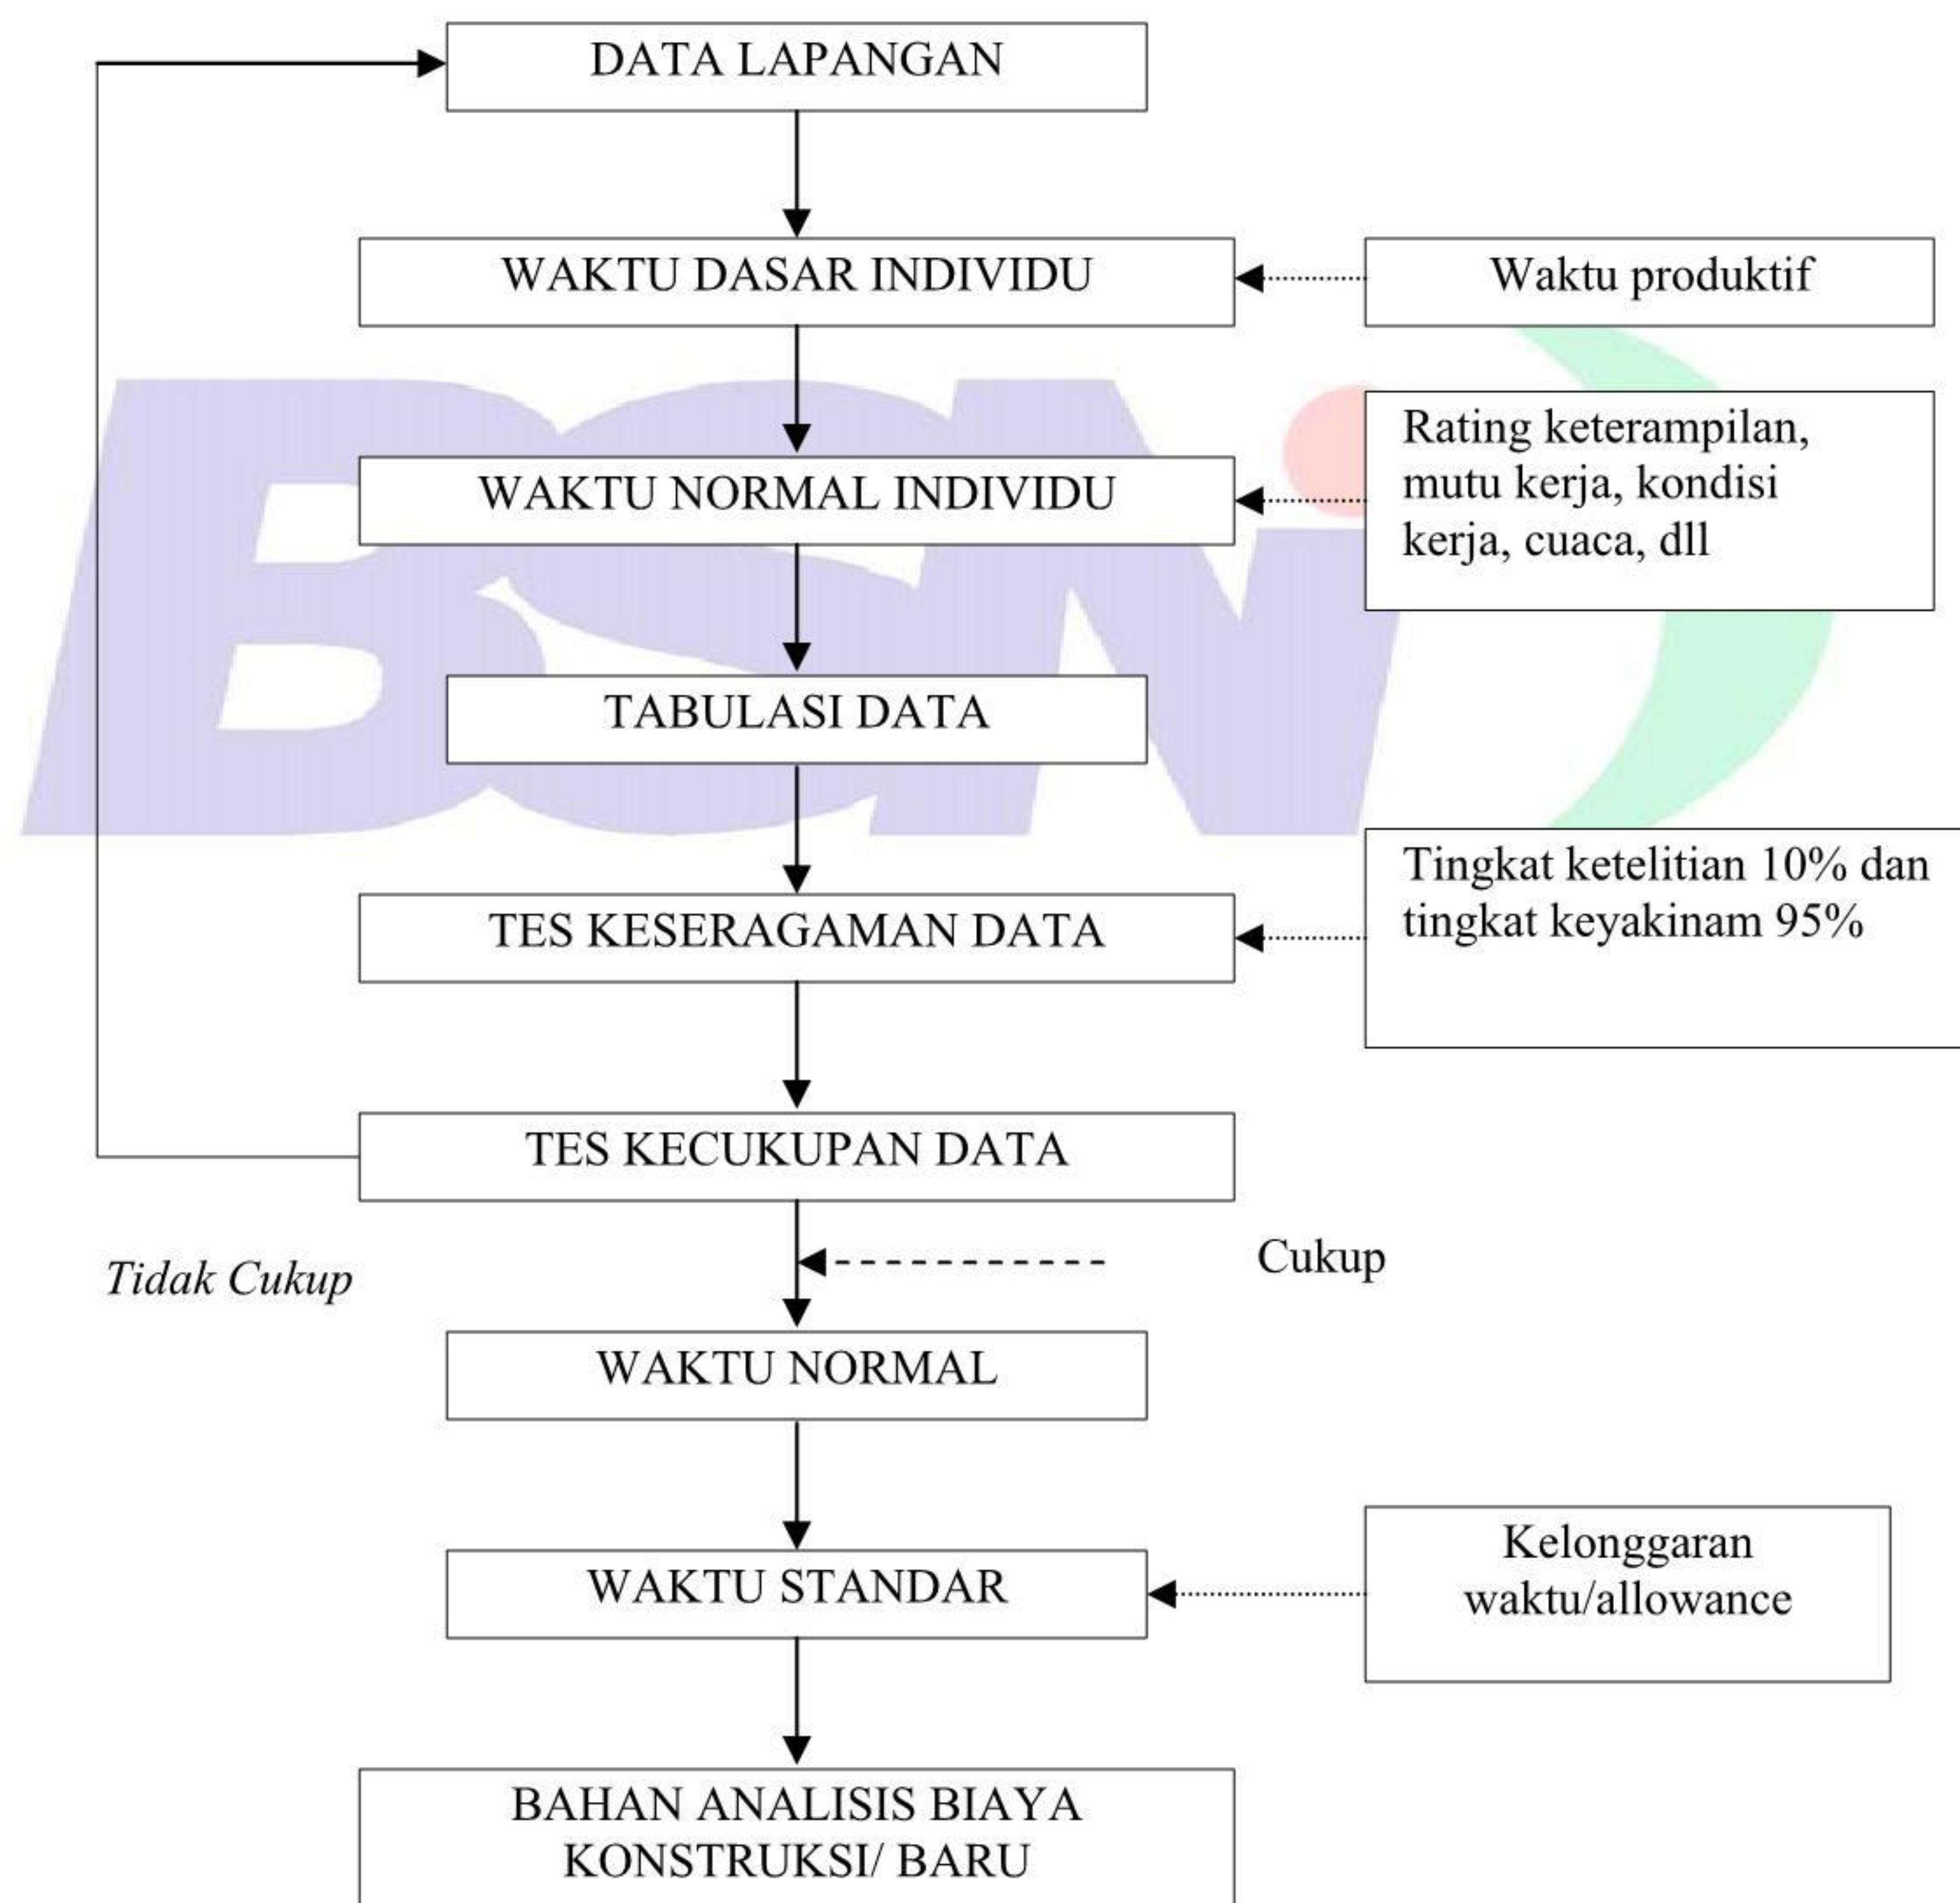 DATA LAPANGAN
WAKTU DASAR INDIVIDU
Waktu produktif
WAKTU NORMAL INDIVIDU
Rating keterampilan,
mutu kerja, kondisi
kerja, cuaca, dll
TABULASI DATA
TES KESERAGAMAN DATA
Tingkat ketelitian 10% dan
tingkat keyakinam 95%
TES KECUKUPAN DATA
Tidak Cukup
Cukup
WAKTU NORMAL
WAKTU STANDAR
Kelonggaran
waktu/allowance
BAHAN ANALISIS BIAYA
KONSTRUKSI/ BARU
BSNi